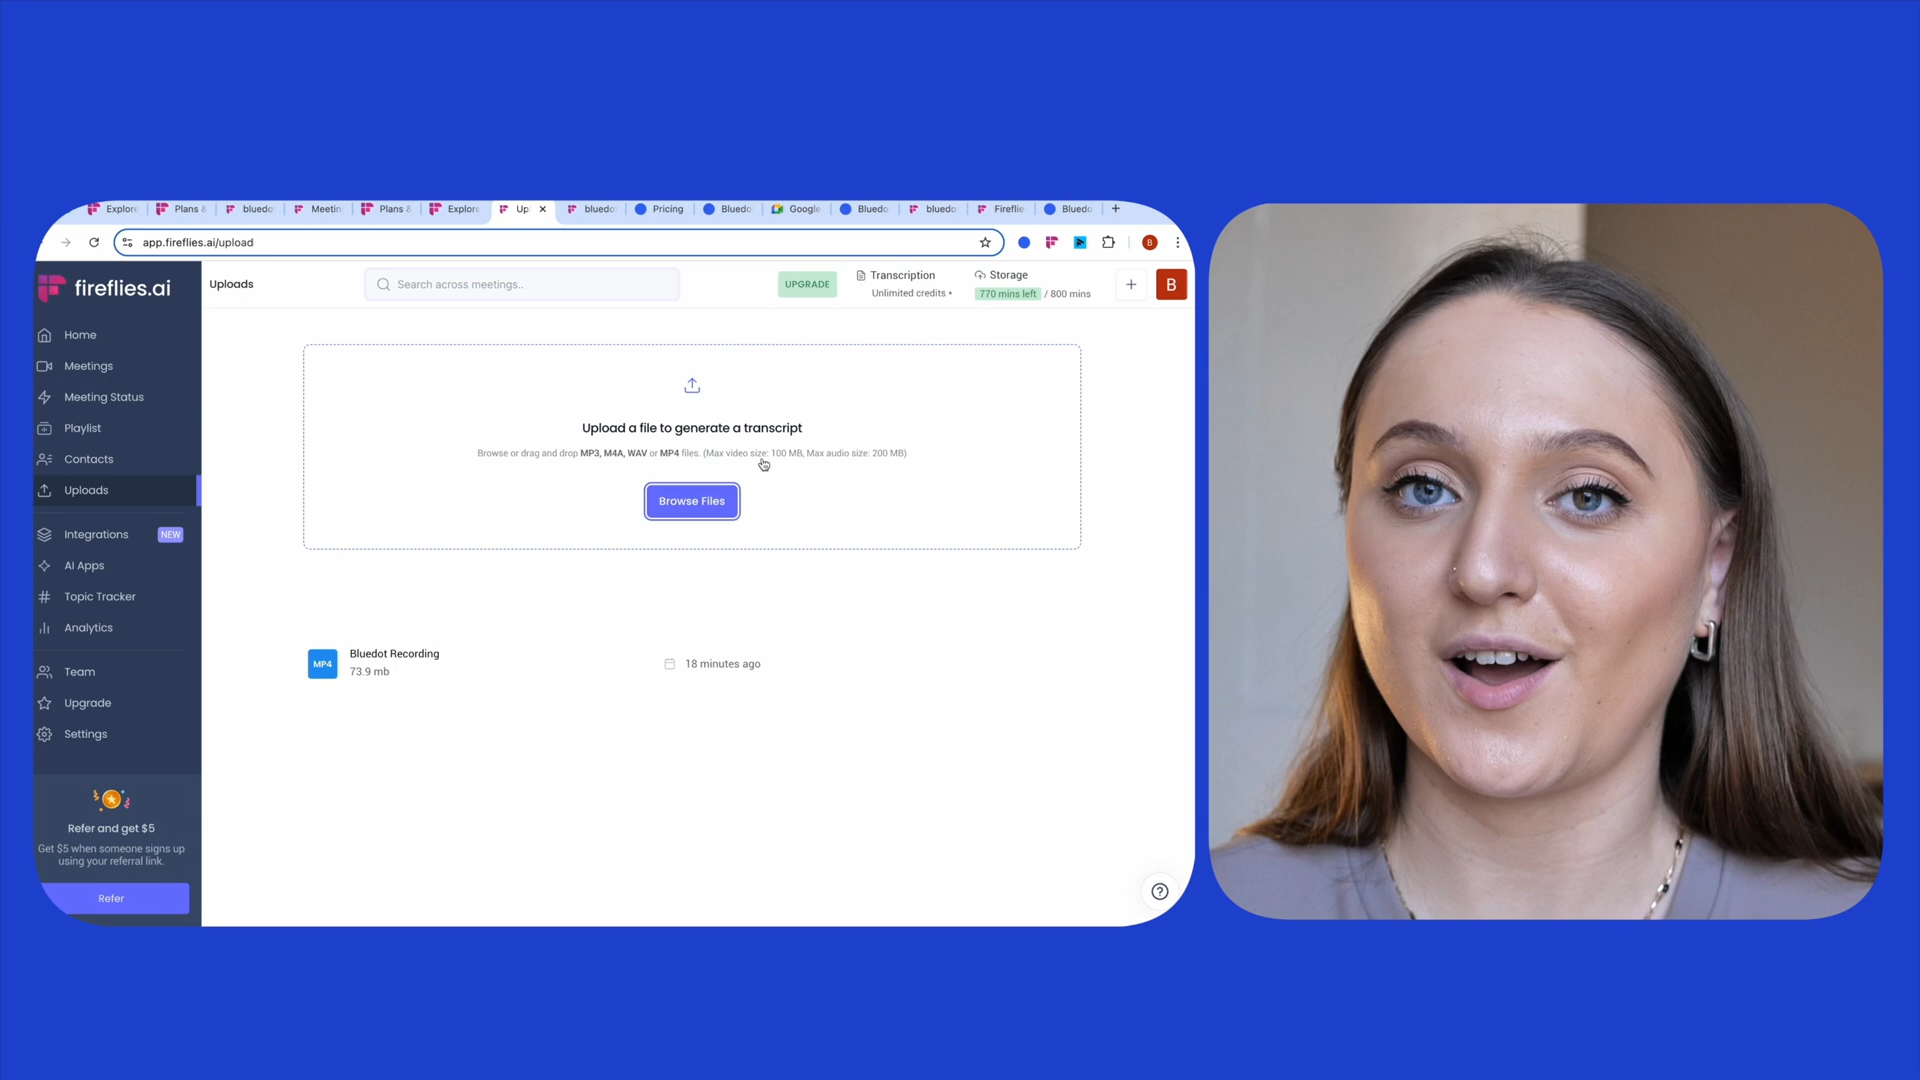 Explore
Plans &
bluedo
Meetin
Plans &
Explore
Up
bluedo
Pricing
Bluedo
Google
Bluedo
bluedo
Fireflie
Bluedo
app.fireflies.ai/upload
B
fireflies.ai
Uploads
Search across meetings..
UPGRADE
Transcription
Unlimited credits
Storage
770 mins left / 800 mins
B
Home
Meetings
Meeting Status
Playlist
Contacts
Uploads
Integrations NEW
AI Apps
Topic Tracker
Analytics
Team
Upgrade
Settings
Refer and get $5
Get $5 when someone signs up
using your referral link.
Refer
Upload a file to generate a transcript
Browse or drag and drop MP3, M4A, WAV or MP4 files. (Max video size: 100 MB, Max audio size: 200 MB)
Browse Files
MP4
Bluedot Recording
73.9 mb
18 minutes ago